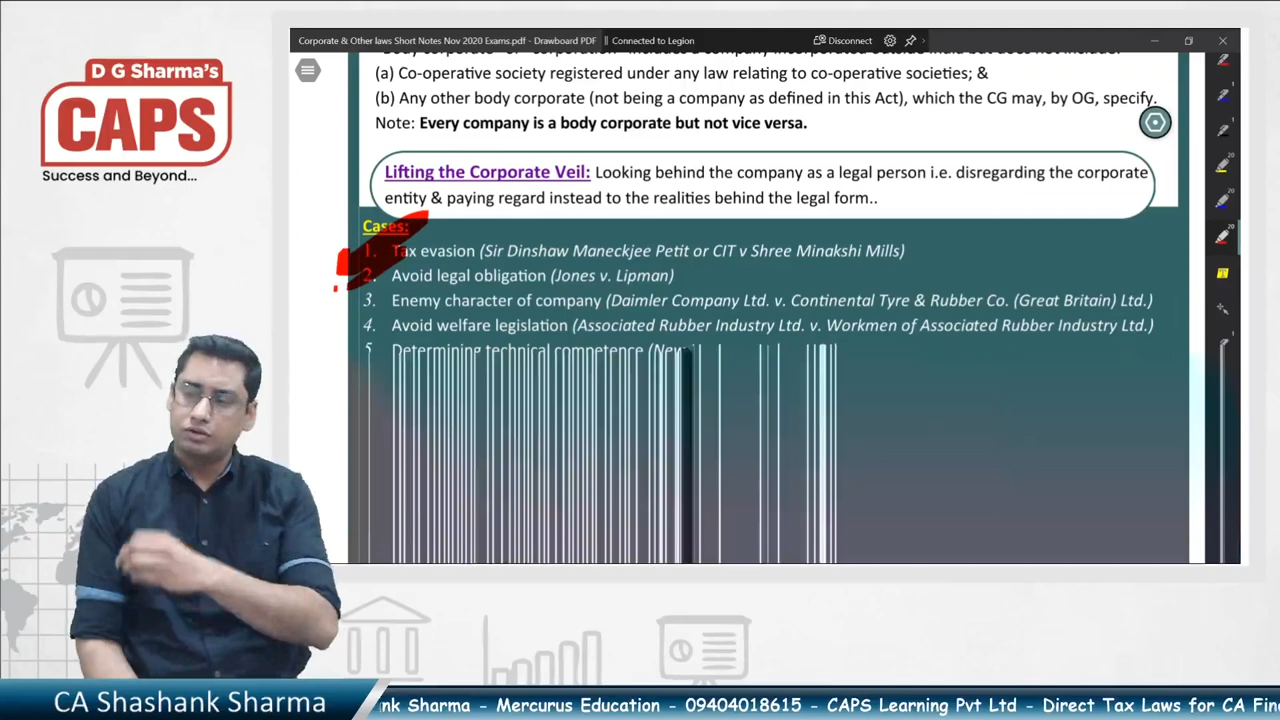 D G Sharma's
CAPS
Success and Beyond...
Corporate & Other laws Short Notes Nov 2020 Exams.pdf - Drawboard PDF
Connected to Legion
Disconnect
(a) Co-operative society registered under any law relating to co-operative societies; &
(b) Any other body corporate (not being a company as defined in this Act), which the CG may, by OG, specify.
Note: Every company is a body corporate but not vice versa.
Lifting the Corporate Veil: Looking behind the company as a legal person i.e. disregarding the corporate
entity & paying regard instead to the realities behind the legal form..
Cases:
1. Tax evasion (Sir Dinshaw Maneckjee Petit or CIT v Shree Minakshi Mills)
2. Avoid legal obligation (Jones v. Lipman)
3. Enemy character of company (Daimler Company Ltd. v. Continental Tyre & Rubber Co. (Great Britain) Ltd.)
4. Avoid welfare legislation (Associated Rubber Industry Ltd. v. Workmen of Associated Rubber Industry Ltd.)
5 Determining technical competence
CA Shashank Sharma
nk Sharma - Mercurus Education - 09404018615 - CAPS Learning Pvt Ltd - Direct Tax Laws for CA Fin